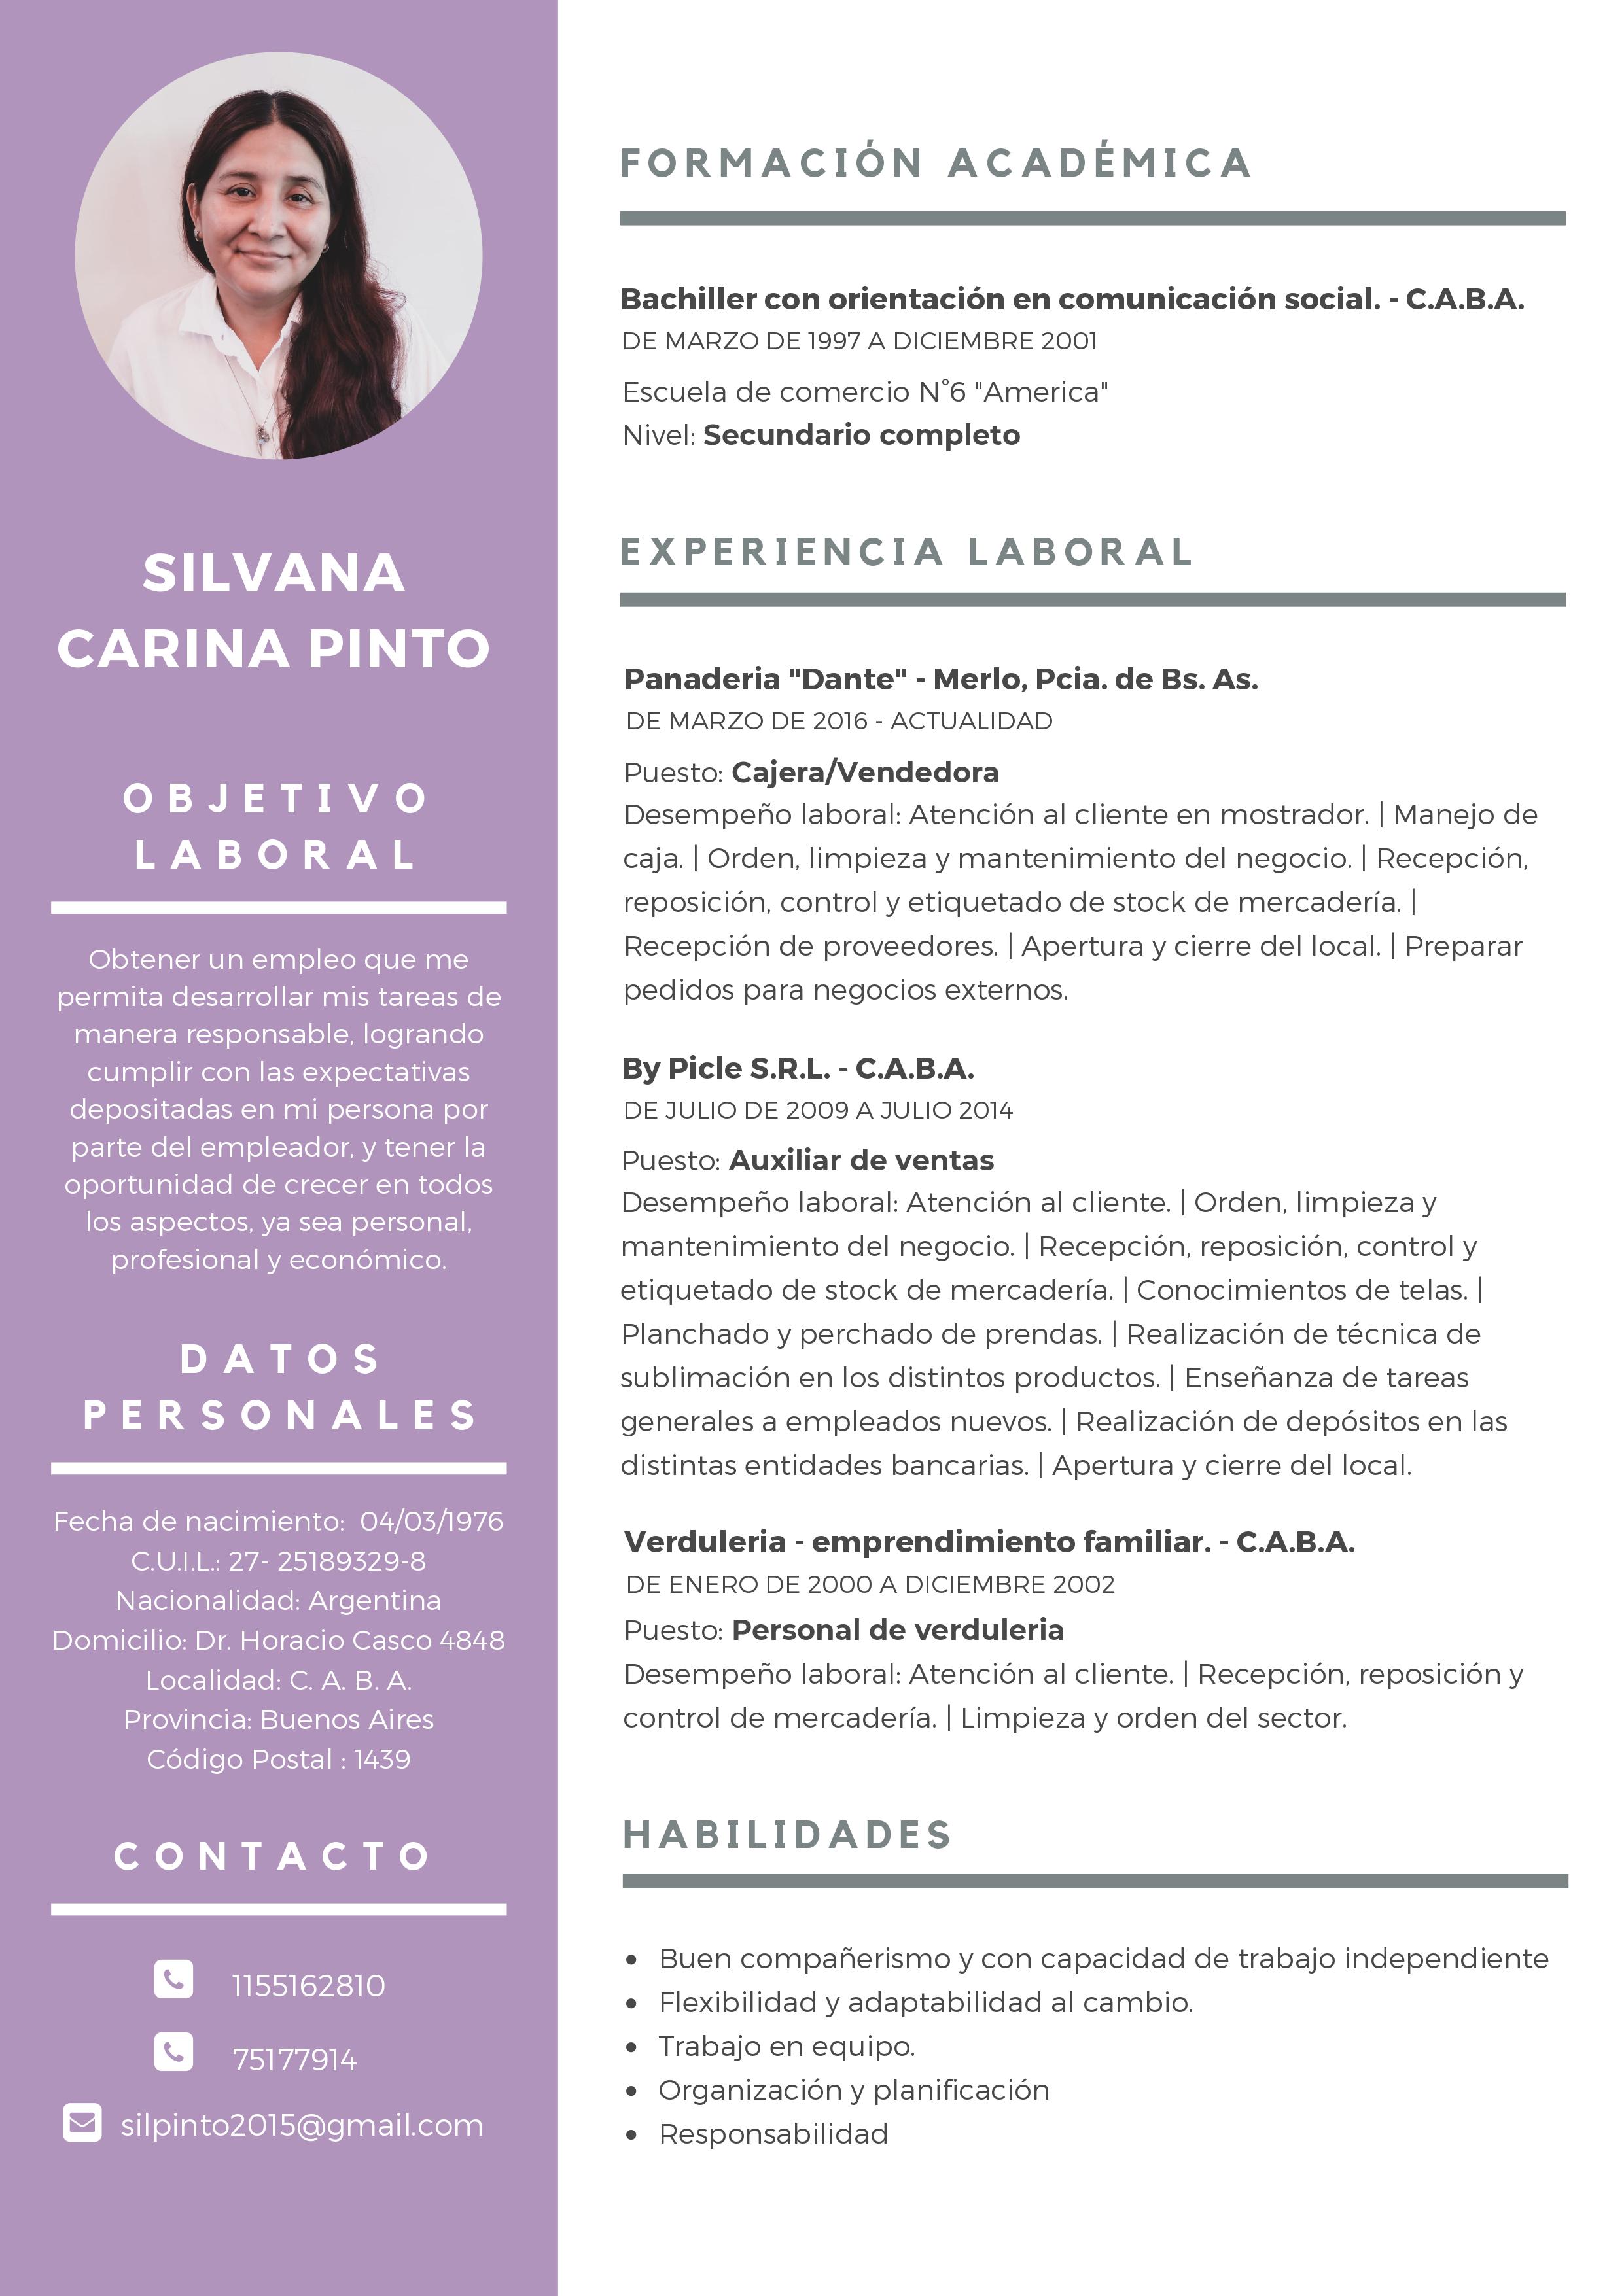 SILVANA
CARINA PINTO
OBJETIVO
LABORAL
Obtener un empleo que me
permita desarrollar mis tareas de
manera responsable, logrando
cumplir con las expectativas
depositadas en mi persona por
parte del empleador, y tener la
oportunidad de crecer en todos
los aspectos, ya sea personal,
profesional y económico.
DATOS
PERSONALES
Fecha de nacimiento: 04/03/1976
C.U.I.L.: 27- 25189329-8
Nacionalidad: Argentina
Domicilio: Dr. Horacio Casco 4848
Localidad: C. A. B. A.
Provincia: Buenos Aires
Código Postal : 1439
CONTACTO
1155162810
75177914
silpinto2015@gmail.com
FORMACIÓN ACADÉMICA
Bachiller con orientación en comunicación social. - C.A.B.A.
DE MARZO DE 1997 A DICIEMBRE 2001
Escuela de comercio N°6 "America"
Nivel: Secundario completo
EXPERIENCIA LABORAL
Panaderia "Dante" - Merlo, Pcia. de Bs. As.
DE MARZO DE 2016 - ACTUALIDAD
Puesto: Cajera/Vendedora
Desempeño laboral: Atención al cliente en mostrador. | Manejo de
caja. | Orden, limpieza y mantenimiento del negocio. | Recepción,
reposición, control y etiquetado de stock de mercadería. |
Recepción de proveedores. | Apertura y cierre del local. | Preparar
pedidos para negocios externos.
By Picle S.R.L. - C.A.B.A.
DE JULIO DE 2009 A JULIO 2014
Puesto: Auxiliar de ventas
Desempeño laboral: Atención al cliente. | Orden, limpieza y
mantenimiento del negocio. | Recepción, reposición, control y
etiquetado de stock de mercadería. | Conocimientos de telas. |
Planchado y perchado de prendas. | Realización de técnica de
sublimación en los distintos productos. | Enseñanza de tareas
generales a empleados nuevos. | Realización de depósitos en las
distintas entidades bancarias. | Apertura y cierre del local.
Verduleria - emprendimiento familiar. - C.A.B.A.
DE ENERO DE 2000 A DICIEMBRE 2002
Puesto: Personal de verduleria
Desempeño laboral: Atención al cliente. | Recepción, reposición y
control de mercadería. | Limpieza y orden del sector.
HABILIDADES
• Buen compañerismo y con capacidad de trabajo independiente
• Flexibilidad y adaptabilidad al cambio.
• Trabajo en equipo.
• Organización y planificación
• Responsabilidad